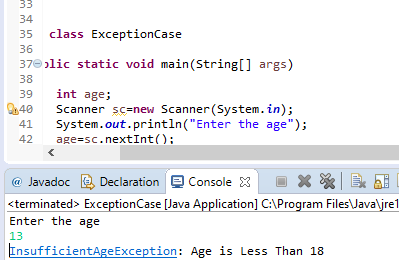 33
34
35 class ExceptionCase
36
37 blic static void main(String[] args)
38
39 int age;
40 Scanner sc=new Scanner(System.in);
41 System.out.println("Enter the age");
42 age=sc.nextInt();
@ Javadoc Declaration Console
<terminated> ExceptionCase [Java Application] C:\Program Files\Java\jre1
Enter the age
13
InsufficientAgeException: Age is Less Than 18